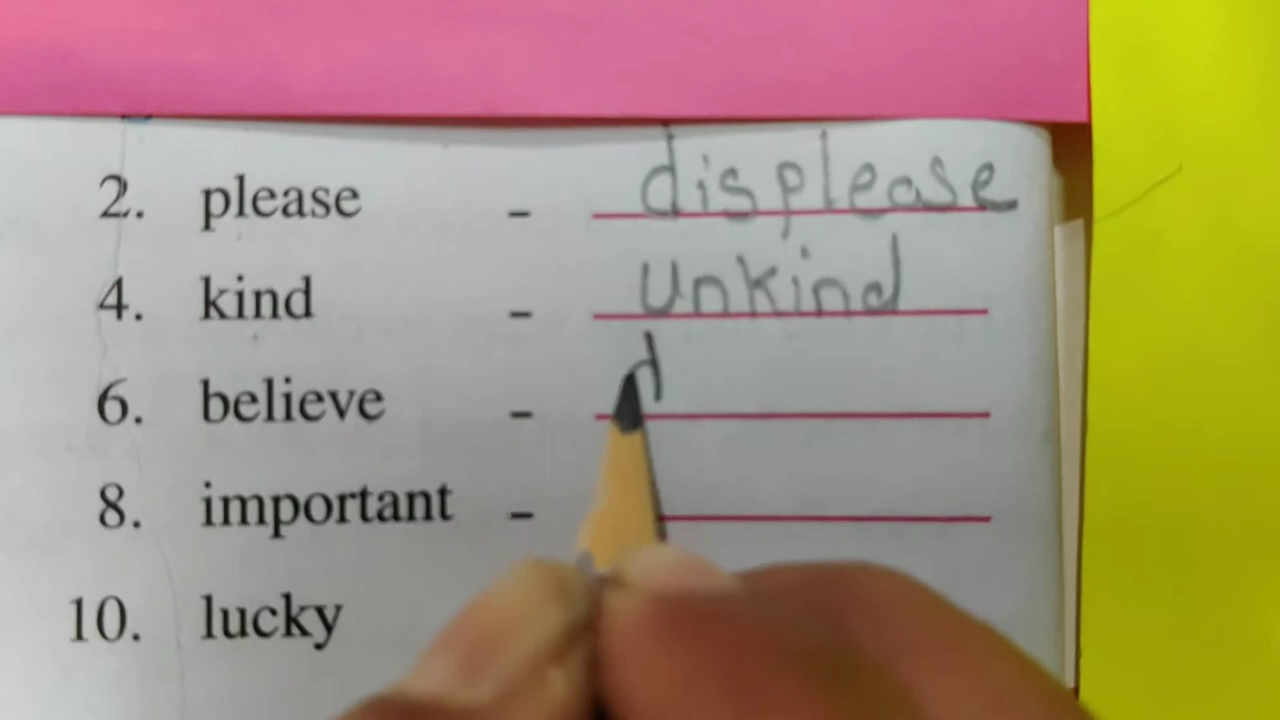 2. please - displease
4. kind - unkind
6. believe - d
8. important -
10. lucky